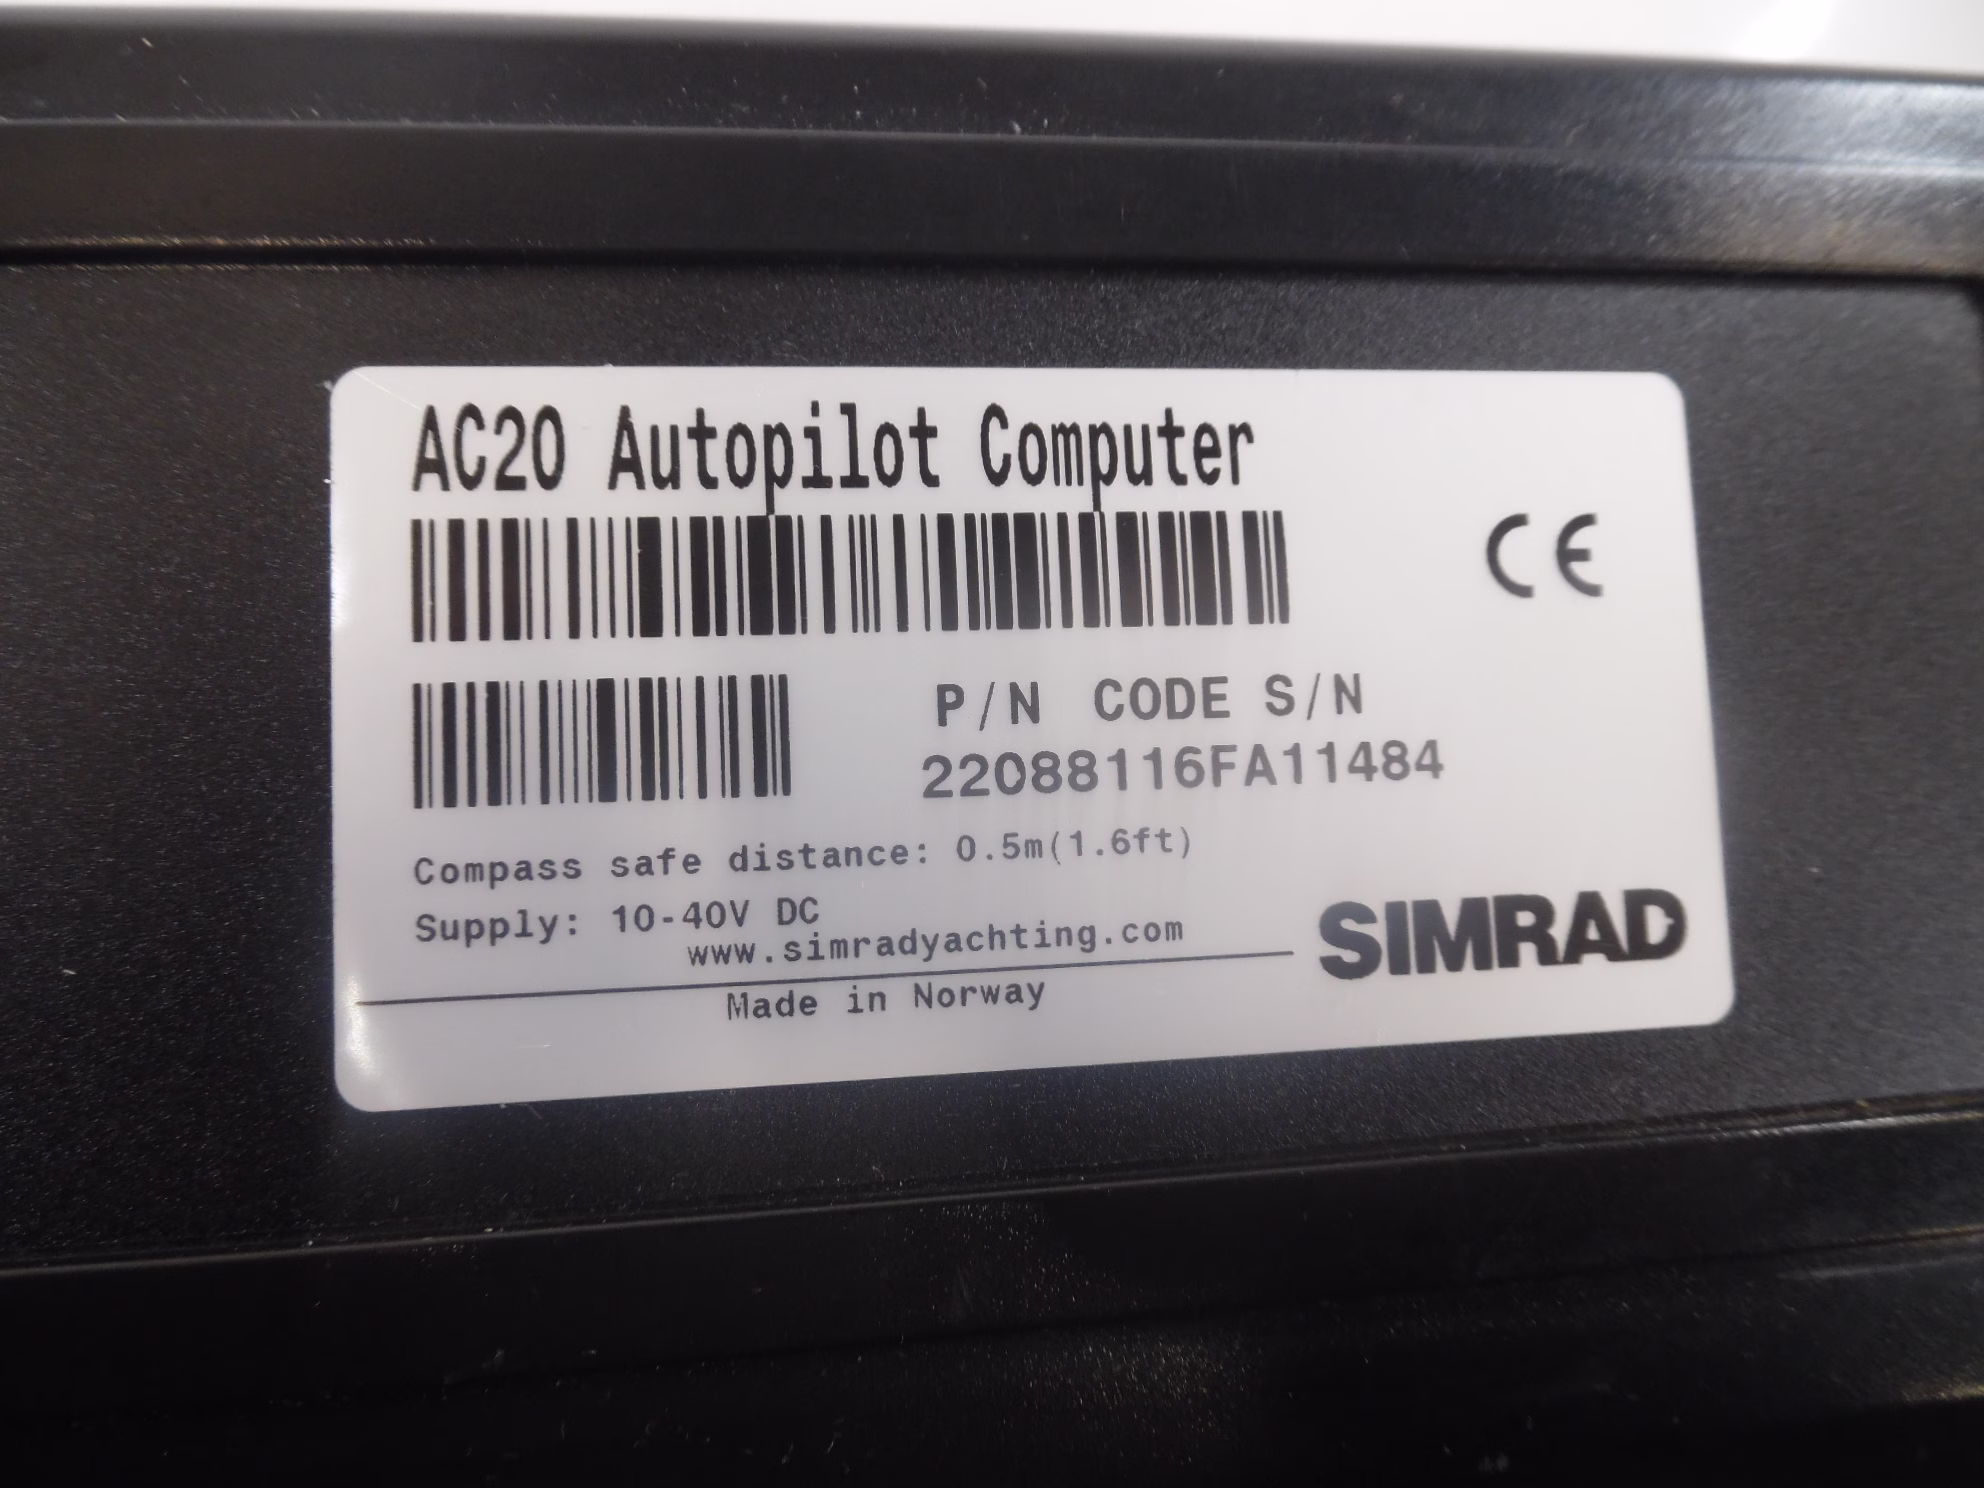 AC20 Autopilot Computer
CE
P/N CODE S/N
22088116FA11484
Compass safe distance: 0.5m(1.6ft)
Supply: 10-40V DC
www.simradyachting.com
SIMRAD
Made in Norway